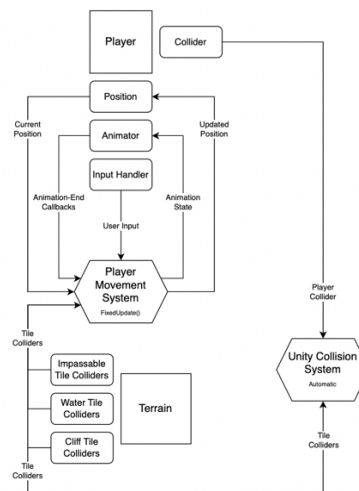 Player
Collider
Position
Current
Position
Updated
Position
Animator
Input Handler
Animation-End
Callbacks
Animation
State
User Input
Player
Movement
System
FixedUpdate()
Player
Collider
Tile
Colliders
Impassable
Tile Colliders
Water Tile
Colliders
Cliff Tile
Colliders
Terrain
Unity Collision
System
Automatic
Tile
Colliders
Tile
Colliders